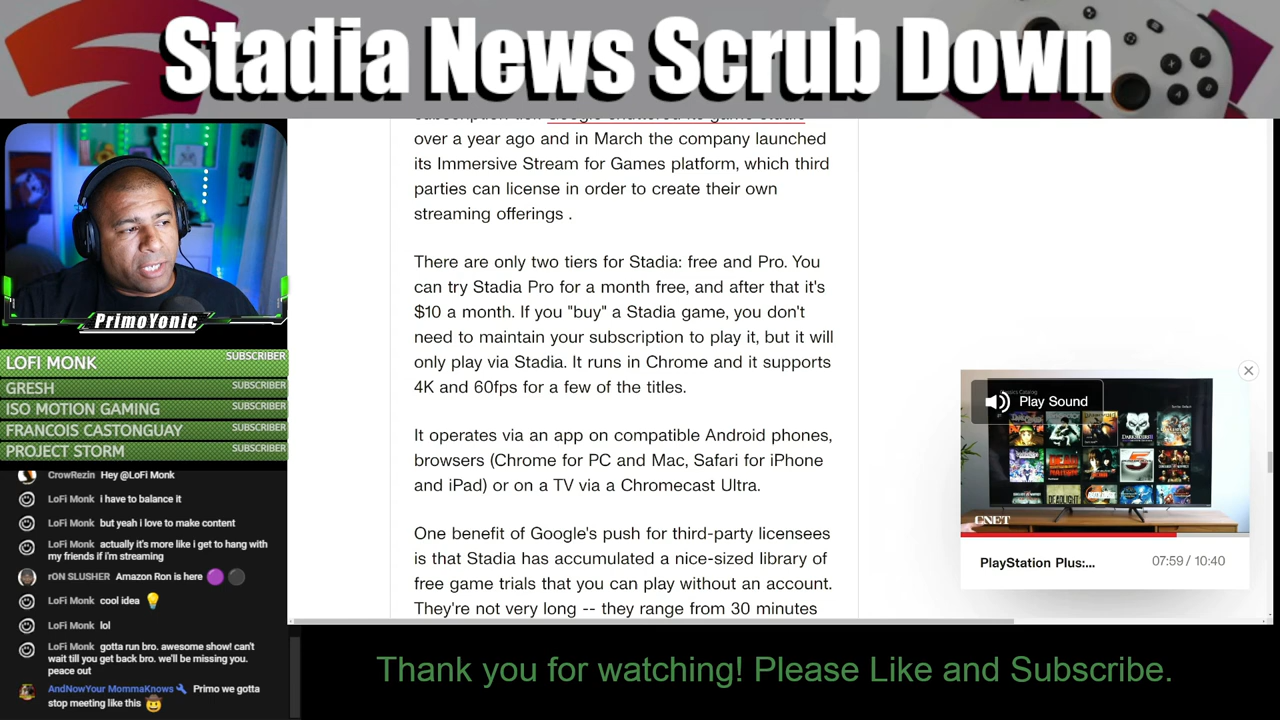 Stadia News Scrub Down
over a year ago and in March the company launched
its Immersive Stream for Games platform, which third
parties can license in order to create their own
streaming offerings .
There are only two tiers for Stadia: free and Pro. You
can try Stadia Pro for a month free, and after that it's
$10 a month. If you "buy" a Stadia game, you don't
need to maintain your subscription to play it, but it will
only play via Stadia. It runs in Chrome and it supports
4K and 60fps for a few of the titles.
It operates via an app on compatible Android phones,
browsers (Chrome for PC and Mac, Safari for iPhone
and iPad) or on a TV via a Chromecast Ultra.
One benefit of Google's push for third-party licensees
is that Stadia has accumulated a nice-sized library of
free game trials that you can play without an account.
They're not very long -- they range from 30 minutes
PrimoYonic
LOFI MONK SUBSCRIBER
GRESH SUBSCRIBER
ISO MOTION GAMING SUBSCRIBER
FRANCOIS CASTONGUAY SUBSCRIBER
PROJECT STORM SUBSCRIBER
CrowRezin Hey @LoFi Monk
LoFi Monk i have to balance it
LoFi Monk but yeah i love to make content
LoFi Monk actually it's more like i get to hang with
my friends if i'm streaming
rON SLUSHER Amazon Ron is here
LoFi Monk cool idea
LoFi Monk lol
LoFi Monk gotta run bro. awesome show! can't
wait till you get back bro. we'll be missing you.
peace out
AndNowYour MommaKnows Primo we gotta
stop meeting like this
Play Sound
CNET
PlayStation Plus:... 07:59 / 10:40
Thank you for watching! Please Like and Subscribe.